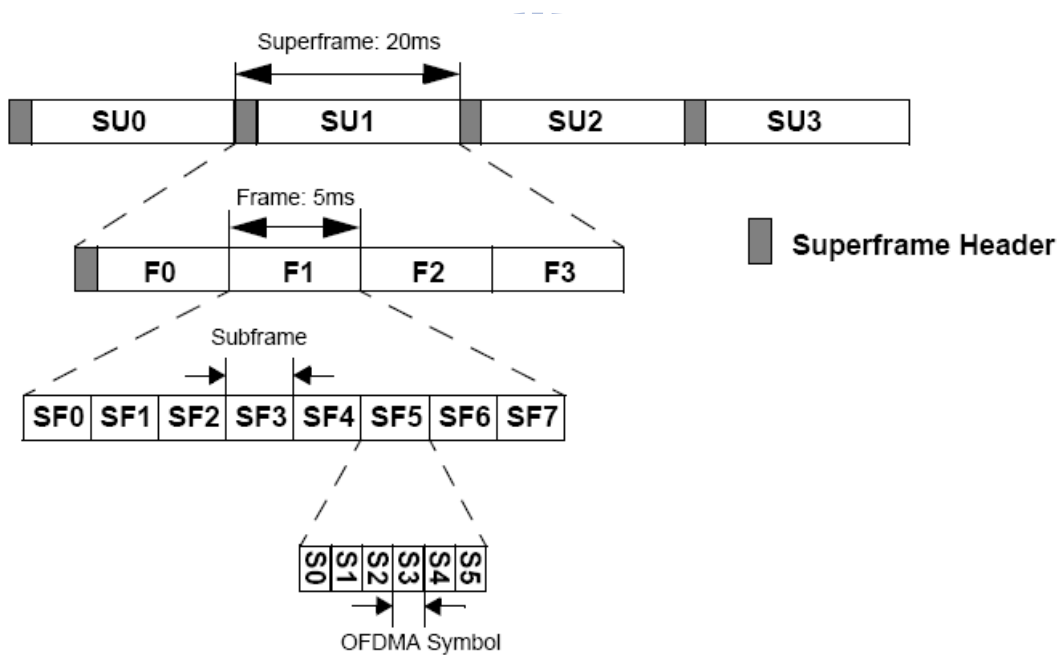 Superframe: 20ms
SU0 SU1 SU2 SU3
Frame: 5ms
F0 F1 F2 F3
Superframe Header
Subframe
SF0 SF1 SF2 SF3 SF4 SF5 SF6 SF7
S0 S1 S2 S3 S4 S5
OFDMA Symbol